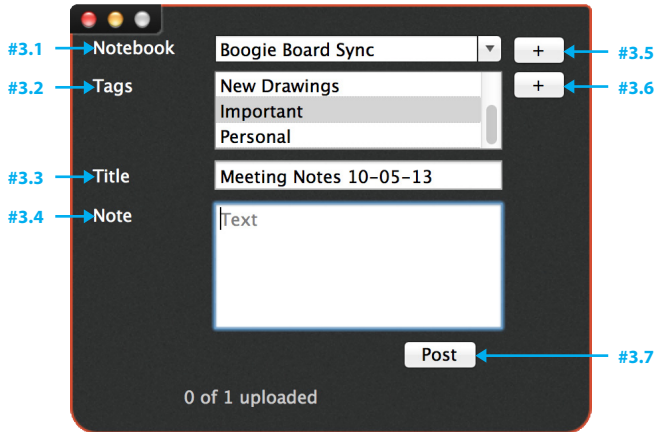 #3.1 Notebook Boogie Board Sync + #3.5
#3.2 Tags New Drawings + #3.6
Important
Personal
#3.3 Title Meeting Notes 10-05-13
#3.4 Note Text
Post #3.7
0 of 1 uploaded